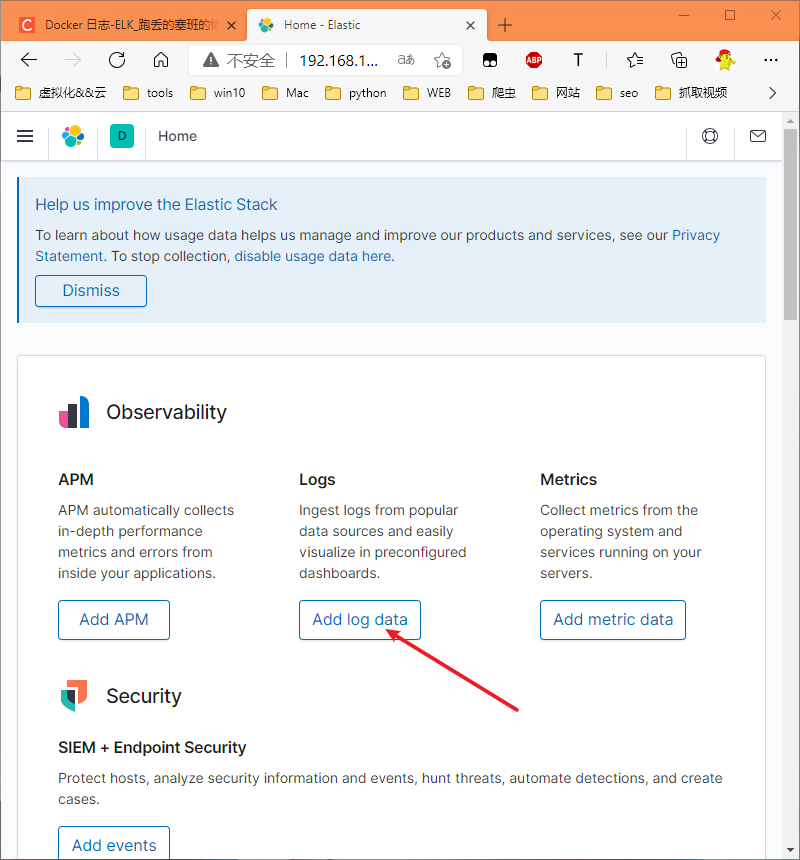 Docker 日志-ELK_跑丢的塞班的
Home - Elastic
不安全
192.168.1...
ああ
ABP
T
虚拟化&&云
tools
win10
Mac
python
WEB
爬虫
网站
seo
抓取视频
D
Home
Help us improve the Elastic Stack
To learn about how usage data helps us manage and improve our products and services, see our Privacy
Statement. To stop collection, disable usage data here.
Dismiss
Observability
APM
APM automatically collects
in-depth performance
metrics and errors from
inside your applications.
Add APM
Logs
Ingest logs from popular
data sources and easily
visualize in preconfigured
dashboards.
Add log data
Metrics
Collect metrics from the
operating system and
services running on your
servers.
Add metric data
Security
SIEM + Endpoint Security
Protect hosts, analyze security information and events, hunt threats, automate detections, and create
cases.
Add events